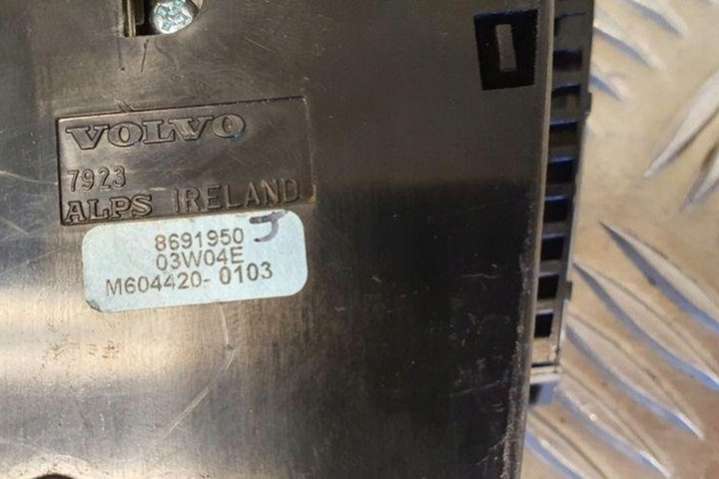 VOLVO
7923
ALPS IRELAND
8691950 J
03W04E
M604420-0103